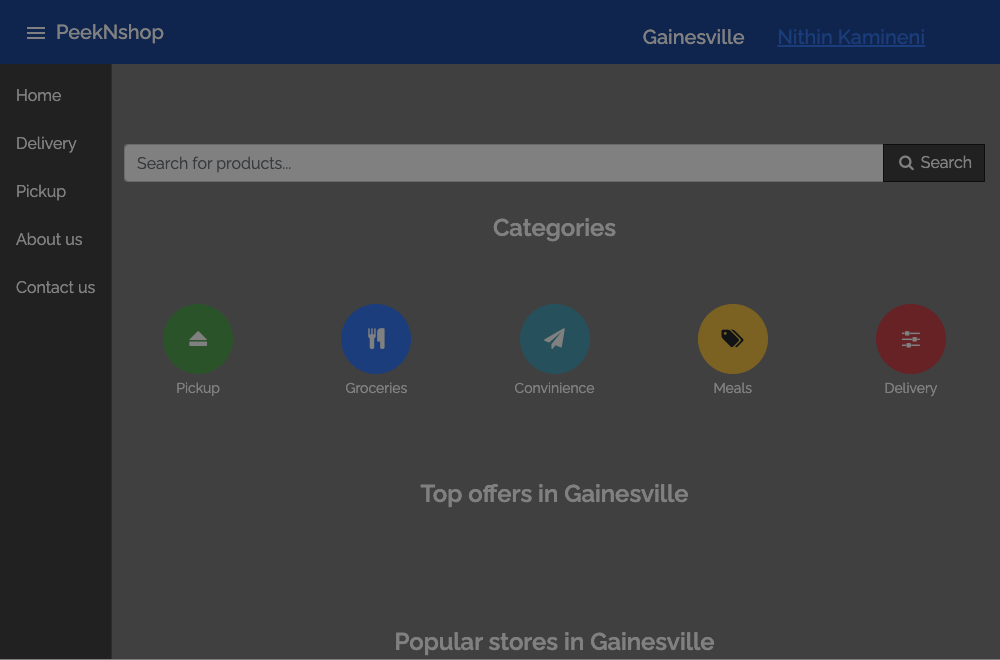 PeekNshop
Gainesville
Nithin Kamineni
Home
Delivery
Pickup
About us
Contact us
Search for products...
Search
Categories
Pickup
Groceries
Convinience
Meals
Delivery
Top offers in Gainesville
Popular stores in Gainesville